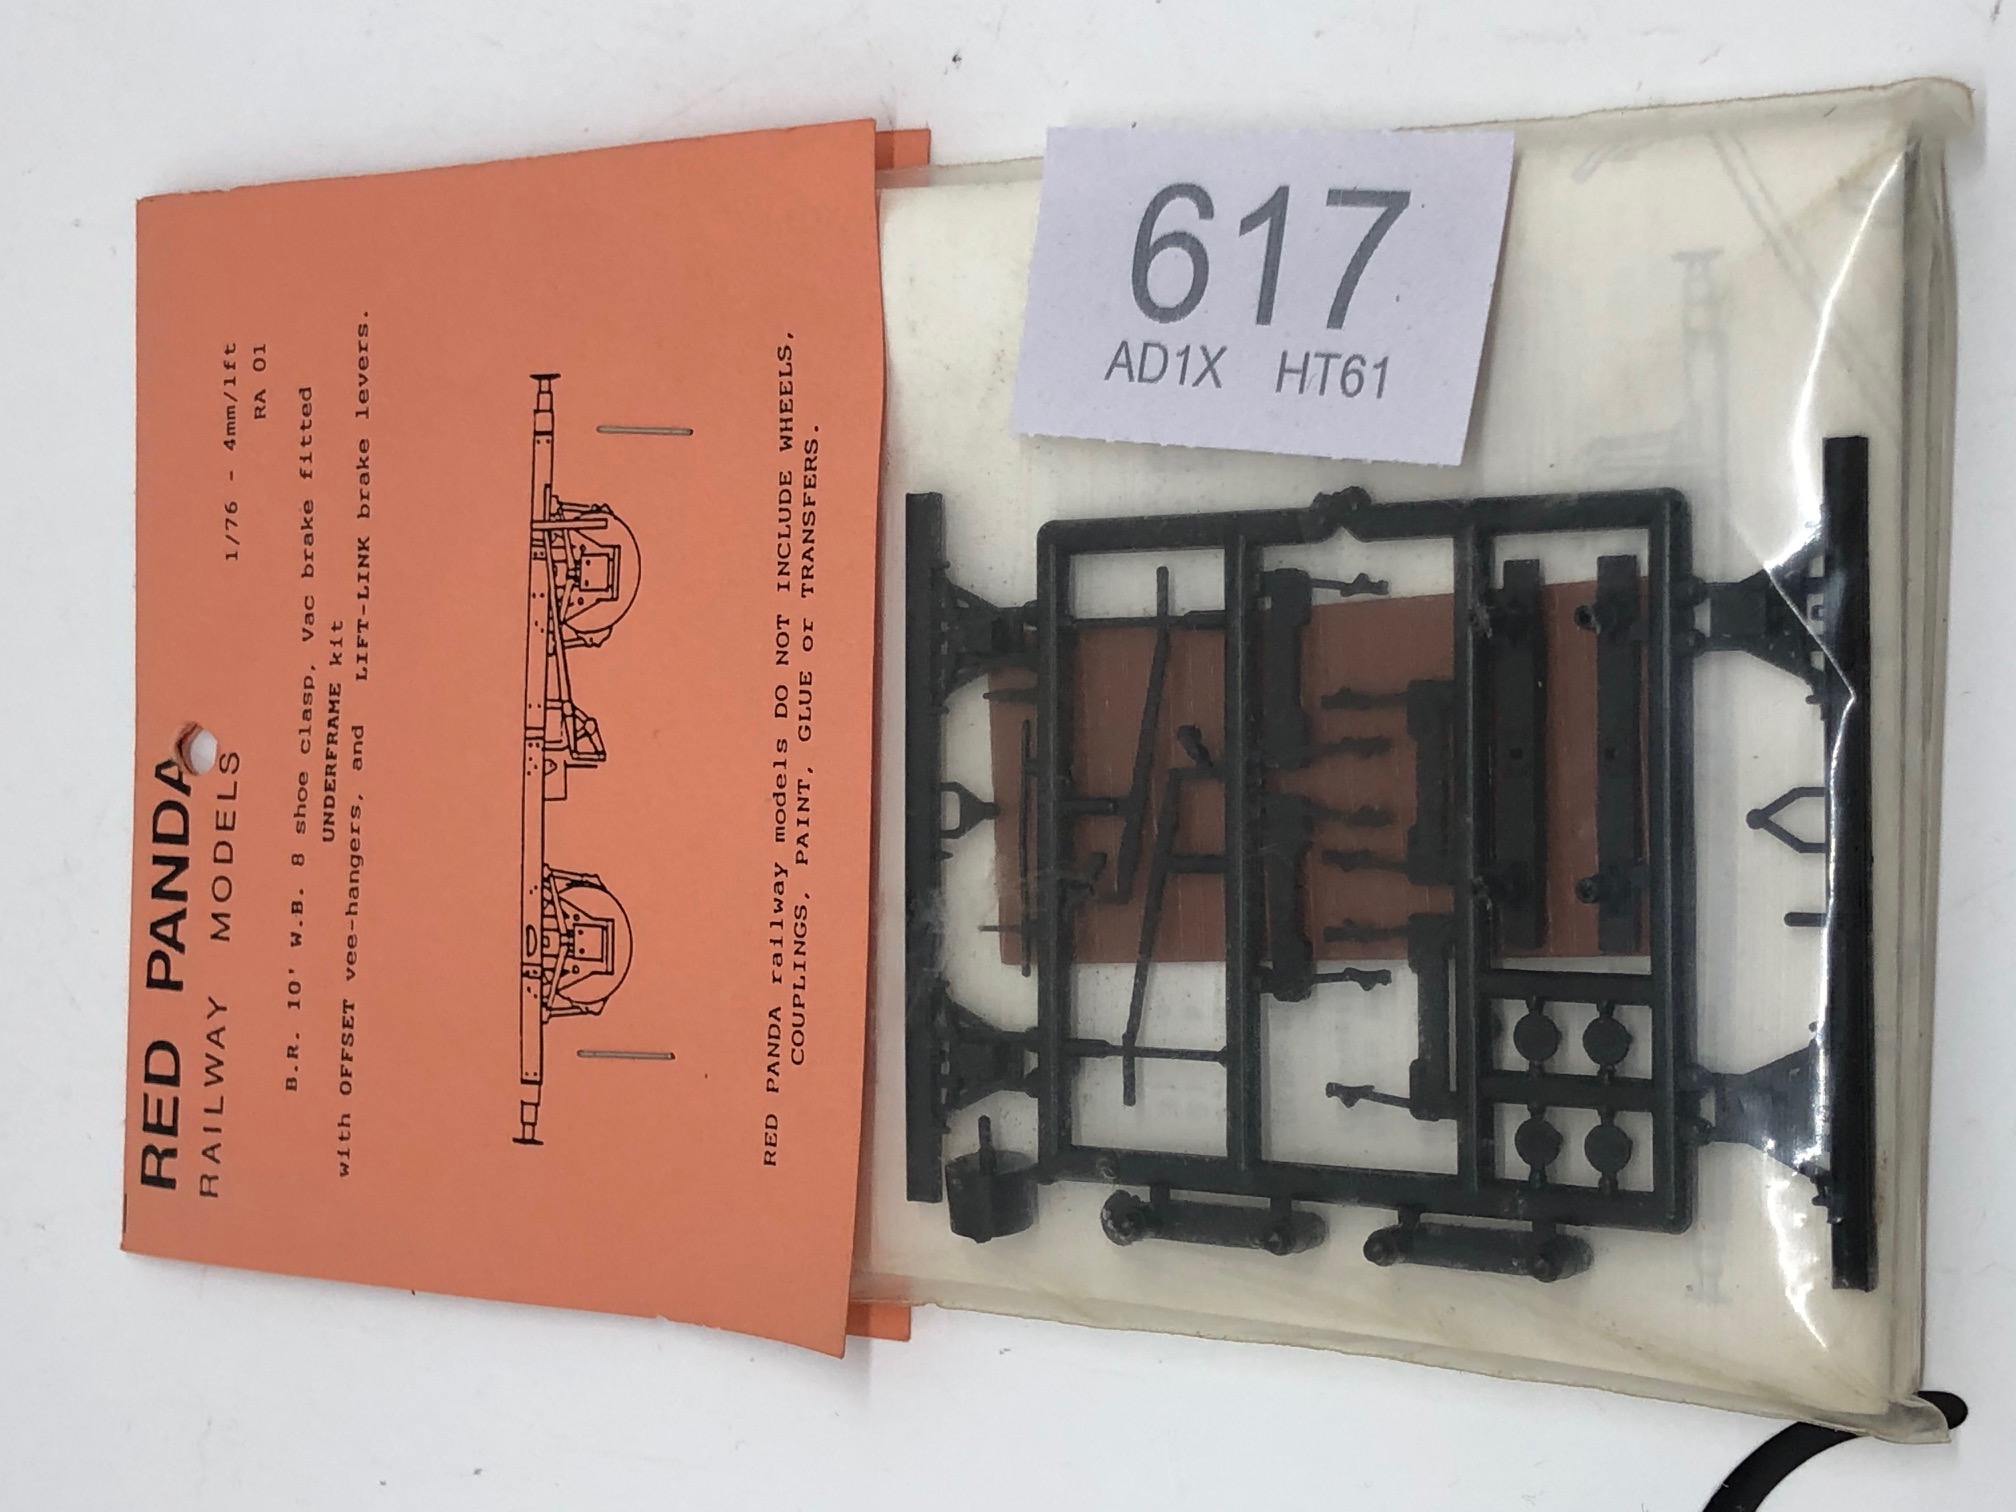 RED PANDA
RAILWAY MODELS
1/76 - 4mm/1ft
RA 01
B.R. 10' W.B. 8 shoe clasp, Vac brake fitted
UNDERFRAME kit
with OFFSET vee-hangers, and LIFT-LINK brake levers.
RED PANDA railway models DO NOT INCLUDE WHEELS,
COUPLINGS, PAINT, GLUE or TRANSFERS.
617
AD1X HT61